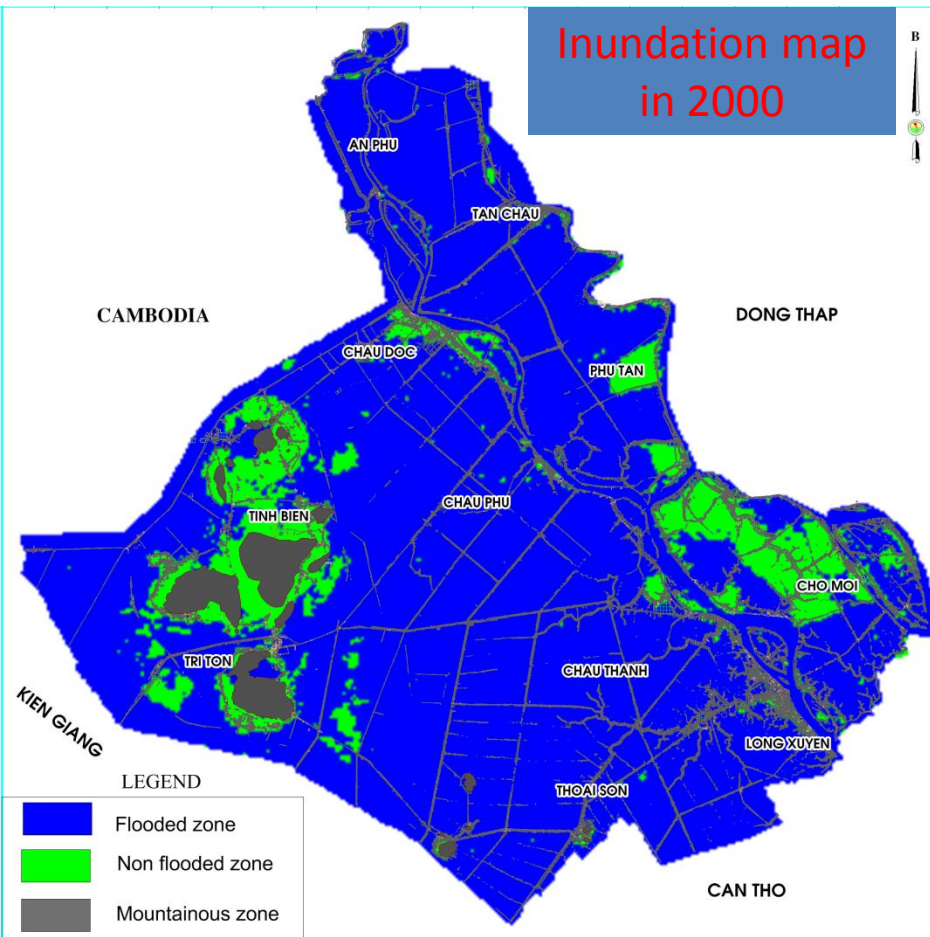 Inundation map
in 2000
B
AN PHU
TAN CHAU
CAMBODIA
DONG THAP
CHAU DOC
PHU TAN
CHAU PHU
TINH BIEN
CHO MOI
TRI TON
CHAU THANH
KIEN GIANG
LONG XUYEN
THOAI SON
CAN THO
LEGEND
Flooded zone
Non flooded zone
Mountainous zone